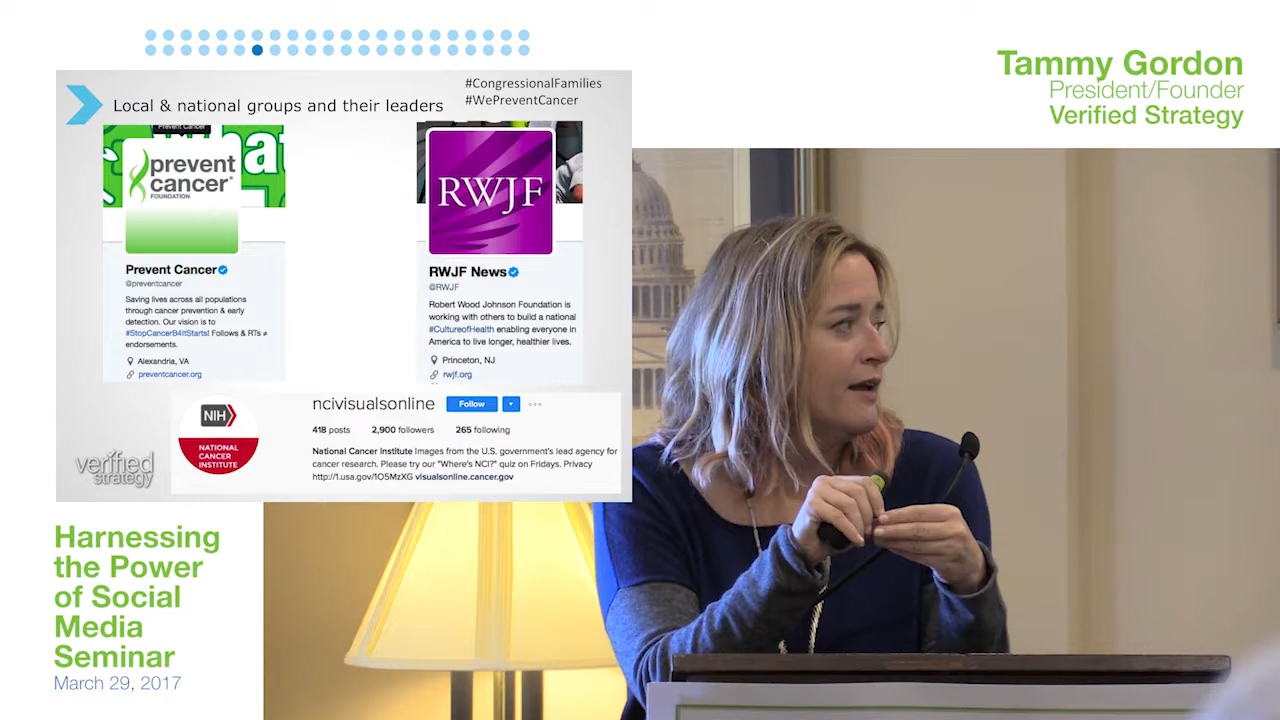 Tammy Gordon
President/Founder
Verified Strategy
#CongressionalFamilies
#WePreventCancer
Local & national groups and their leaders
Prevent Cancer
prevent
cancer®
FOUNDATION
Prevent Cancer
@preventcancer
Saving lives across all populations
through cancer prevention & early
detection. Our vision is to
#StopCancerB4ItStarts! Follows & RTs ≠
endorsements.
Alexandria, VA
preventcancer.org
RWJF
RWJF News
@RWJF
Robert Wood Johnson Foundation is
working with others to build a national
#CultureofHealth enabling everyone in
America to live longer, healthier lives.
Princeton, NJ
rwjf.org
NIH
NATIONAL
CANCER
INSTITUTE
ncivisualsonline Follow
418 posts 2,900 followers 265 following
National Cancer Institute Images from the U.S. government's lead agency for
cancer research. Please try our "Where's NCI?" quiz on Fridays. Privacy
http://1.usa.gov/1O5MzXG visualsonline.cancer.gov
verified
strategy
Harnessing
the Power
of Social
Media
Seminar
March 29, 2017